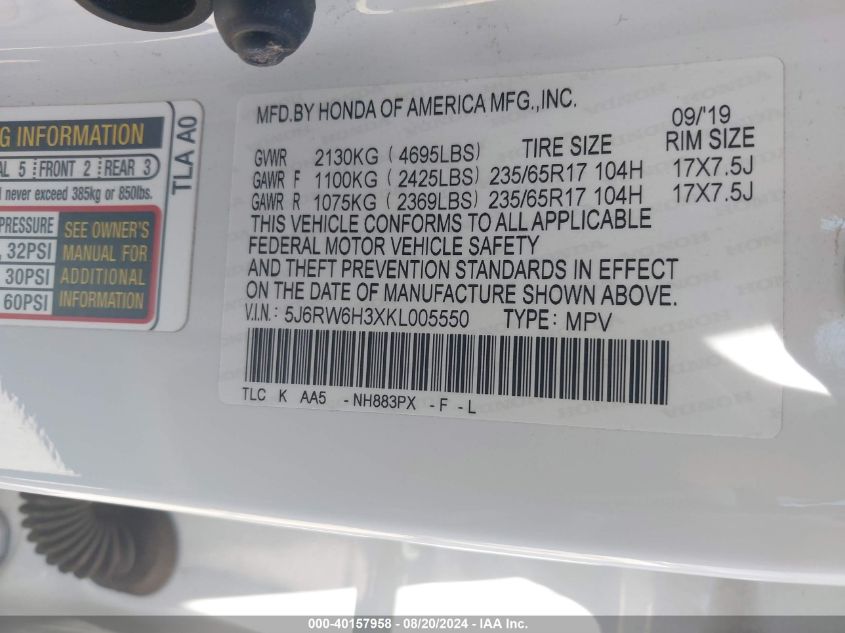 MFD.BY HONDA OF AMERICA MFG.,INC.
09/'19
GVWR 2130KG ( 4695LBS) TIRE SIZE RIM SIZE
GAWR F 1100KG ( 2425LBS) 235/65R17 104H 17X7.5J
GAWR R 1075KG ( 2369LBS) 235/65R17 104H 17X7.5J
THIS VEHICLE CONFORMS TO ALL APPLICABLE
FEDERAL MOTOR VEHICLE SAFETY
AND THEFT PREVENTION STANDARDS IN EFFECT
ON THE DATE OF MANUFACTURE SHOWN ABOVE.
V.I.N.: 5J6RW6H3XKL005550 TYPE: MPV
TLC K AA5 -NH883PX -F -L
G INFORMATION
AL 5 FRONT 2 REAR 3
never exceed 385kg or 850lbs.
PRESSURE
, 32PSI
30PSI
60PSI
SEE OWNER'S
MANUAL FOR
ADDITIONAL
INFORMATION
TLA A0
000-40157958 - 08/20/2024 - IAA Inc.